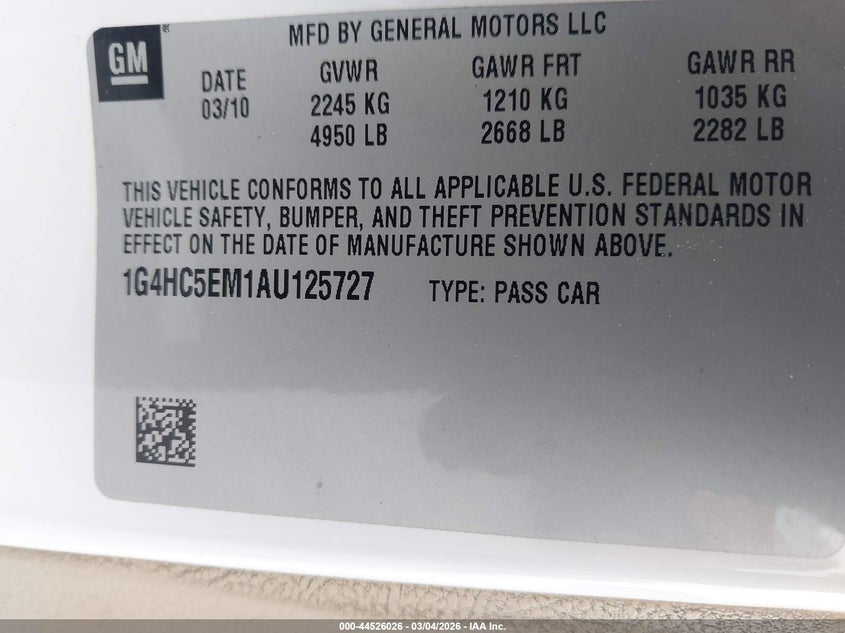 GM
MFD BY GENERAL MOTORS LLC
DATE GVWR GAWR FRT GAWR RR
03/10 2245 KG 1210 KG 1035 KG
4950 LB 2668 LB 2282 LB
THIS VEHICLE CONFORMS TO ALL APPLICABLE U.S. FEDERAL MOTOR
VEHICLE SAFETY, BUMPER, AND THEFT PREVENTION STANDARDS IN
EFFECT ON THE DATE OF MANUFACTURE SHOWN ABOVE.
1G4HC5EM1AU125727 TYPE: PASS CAR
000-44526026 - 03/04/2026 - IAA Inc.